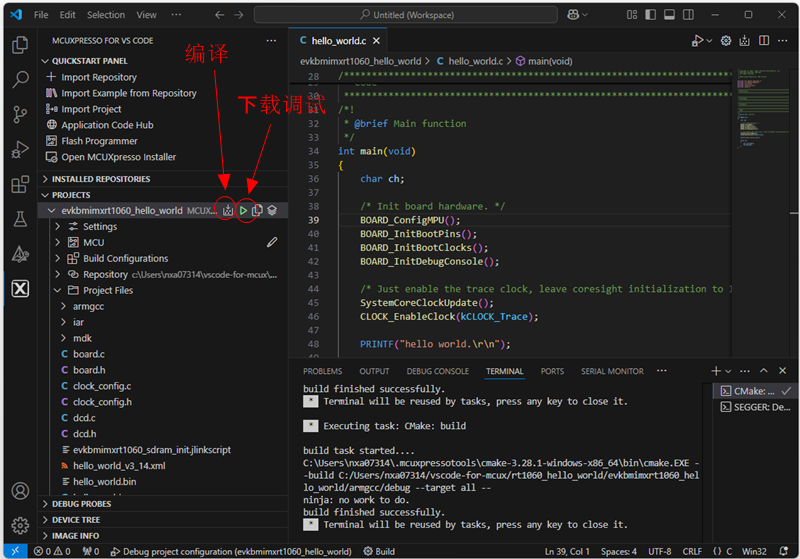 File Edit Selection View ··· Untitled (Workspace)
MCUXPRESSO FOR VS CODE ···
QUICKSTART PANEL
Import Repository
Import Example from Repository
Import Project
Application Code Hub
Flash Programmer
Open MCUXpresso Installer
INSTALLED REPOSITORIES
PROJECTS
evkbmimxrt1060_hello_world MCUX...
Settings
MCU
Build Configurations
Repository c:\Users\nxa07314\vscode-for-mcux\...
Project Files
armgcc
iar
mdk
C board.c
C board.h
C clock_config.c
C clock_config.h
C dcd.c
C dcd.h
evkbmimxrt1060_sdram_init.jlinkscript
hello_world_v3_14.xml
hello_world.bin
DEBUG PROBES
DEVICE TREE
IMAGE INFO
编译
下载调试
C hello_world.c ×
evkbmimxrt1060_hello_world > C hello_world.c > main(void)
28 /*******************************************************************************
*******************************************************************************
/*!
32 * @brief Main function
33 */
34 int main(void)
35 {
36 char ch;
37
38 /* Init board hardware. */
39 BOARD_ConfigMPU();
40 BOARD_InitBootPins();
41 BOARD_InitBootClocks();
42 BOARD_InitDebugConsole();
43
44 /* Just enable the trace clock, leave coresight initialization to
45 SystemCoreClockUpdate();
46 CLOCK_EnableClock(kCLOCK_Trace);
47
48 PRINTF("hello world.\r\n");
49
PROBLEMS OUTPUT DEBUG CONSOLE TERMINAL PORTS SERIAL MONITOR ···
build finished successfully.
* Terminal will be reused by tasks, press any key to close it.
* Executing task: CMake: build
build task started....
C:\Users\nxa07314\.mcuxpressotools\cmake-3.28.1-windows-x86_64\bin\cmake.EXE -
-build C:/Users/nxa07314/vscode-for-mcux/rt1060_hello_world/evkbmimxrt1060_hel
lo_world/armgcc/debug --target all --
ninja: no work to do.
build finished successfully.
* Terminal will be reused by tasks, press any key to close it.
CMake: ...
SEGGER: De...
0 0 0 Debug project configuration (evkbmimxrt1060_hello_world) Build Ln 39, Col 1 Spaces: 4 UTF-8 CRLF {} C Win32